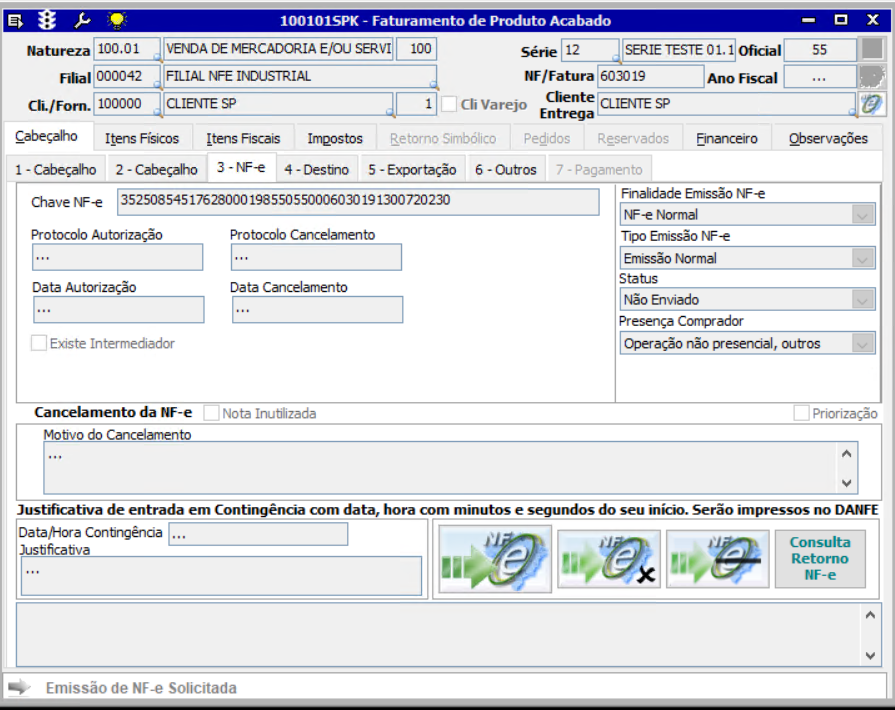 100101SPK - Faturamento de Produto Acabado
Natureza 100.01 VENDA DE MERCADORIA E/OU SERVI 100 Série 12 SERIE TESTE 01.1 Oficial 55
Filial 000042 FILIAL NFE INDUSTRIAL NF/Fatura 603019 Ano Fiscal ...
Cli./Forn. 100000 CLIENTE SP 1 Cli Varejo Cliente Entrega CLIENTE SP
Cabeçalho Itens Físicos Itens Fiscais Impostos Retorno Simbólico Pedidos Reservados Financeiro Observações
1 - Cabeçalho 2 - Cabeçalho 3 - NF-e 4 - Destino 5 - Exportação 6 - Outros 7 - Pagamento
Chave NF-e 35250854517628000198550550006030191300720230
Finalidade Emissão NF-e
NF-e Normal
Protocolo Autorização Protocolo Cancelamento
... ...
Tipo Emissão NF-e
Emissão Normal
Data Autorização Data Cancelamento
... ...
Status
Não Enviado
Presença Comprador
Operação não presencial, outros
Existe Intermediador
Cancelamento da NF-e Nota Inutilizada Priorização
Motivo do Cancelamento
...
Justificativa de entrada em Contingência com data, hora com minutos e segundos do seu início. Serão impressos no DANFE
Data/Hora Contingência ...
Justificativa
...
NF e NF e x NF e
Consulta
Retorno
NF-e
Emissão de NF-e Solicitada